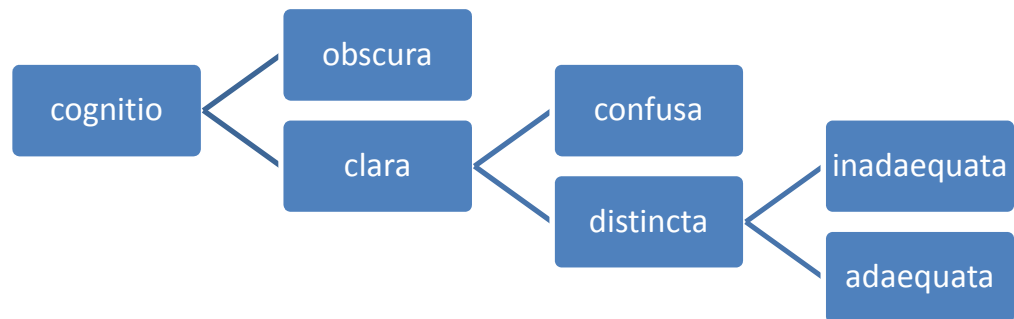 cognitio
obscura
clara
confusa
distincta
inadaequata
adaequata